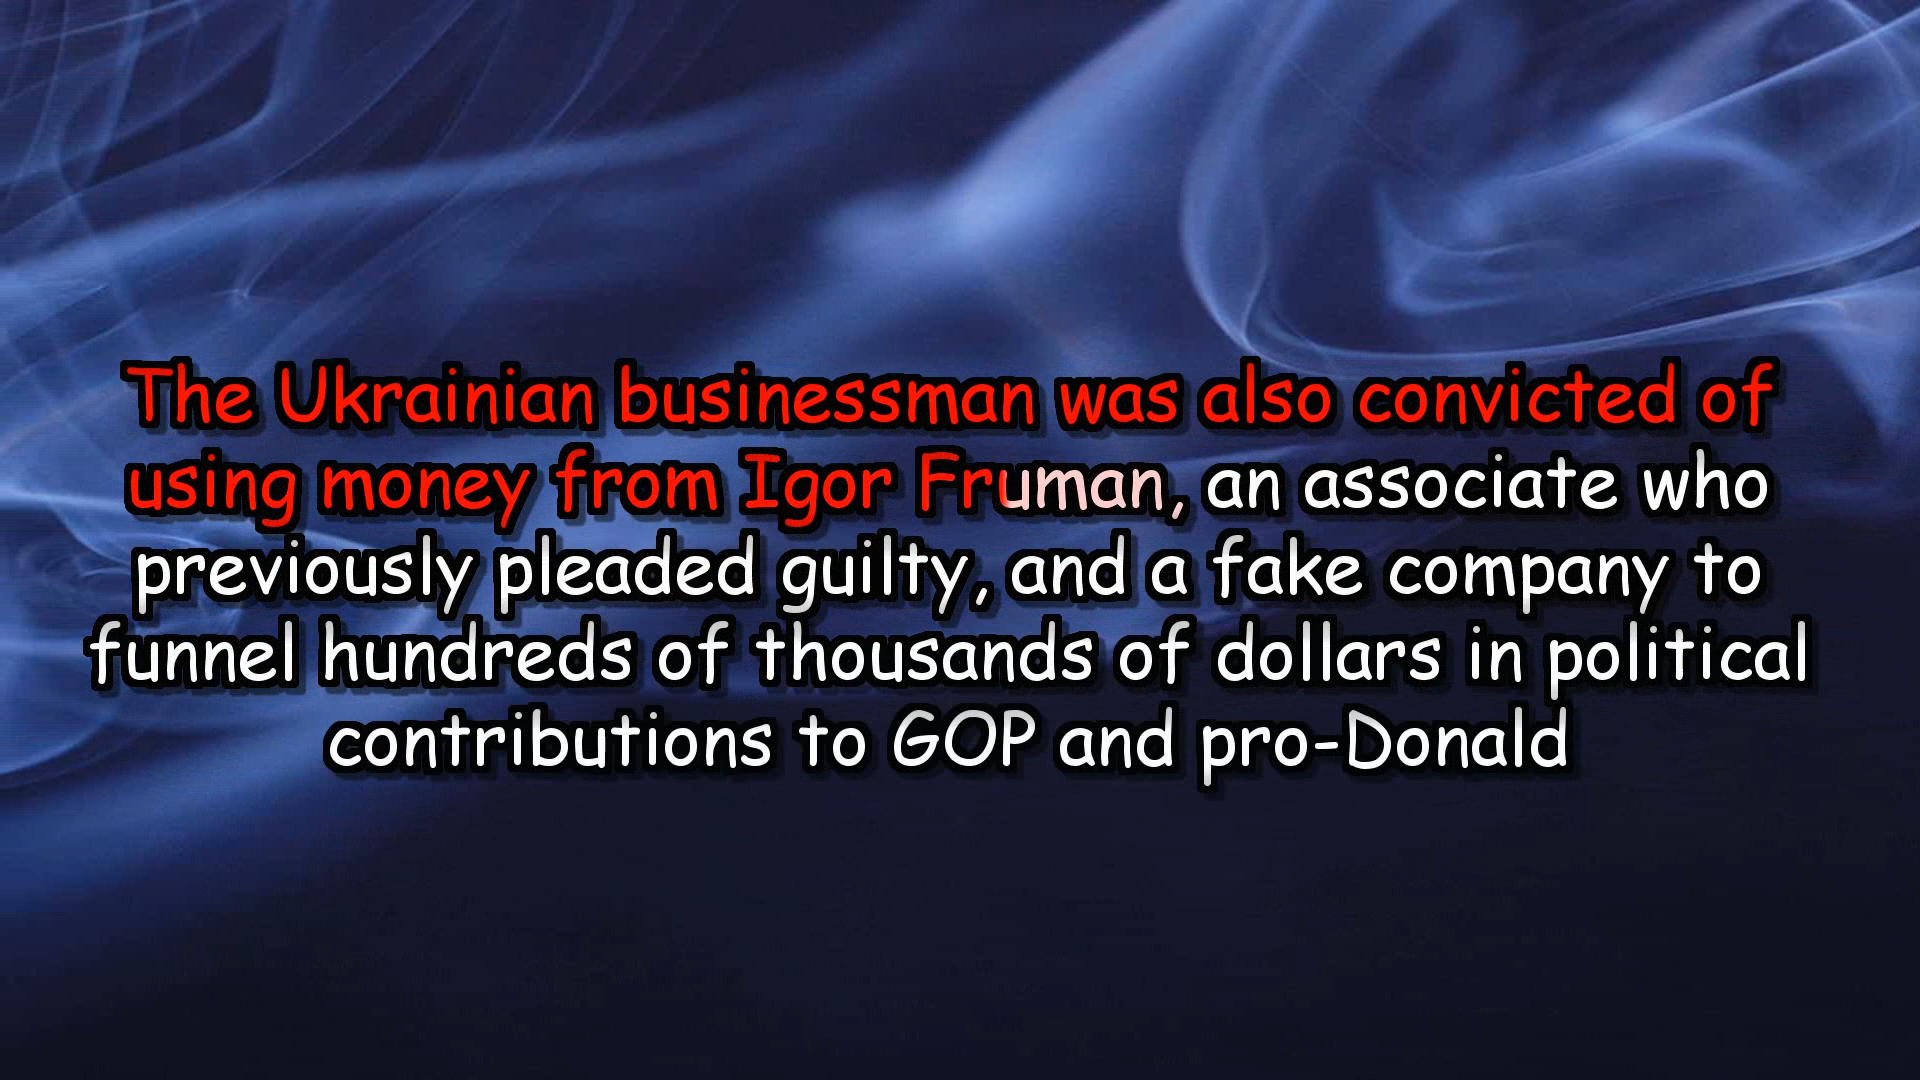 The Ukrainian businessman was also convicted of
using money from Igor Fruman, an associate who
previously pleaded guilty, and a fake company to
funnel hundreds of thousands of dollars in political
contributions to GOP and pro-Donald